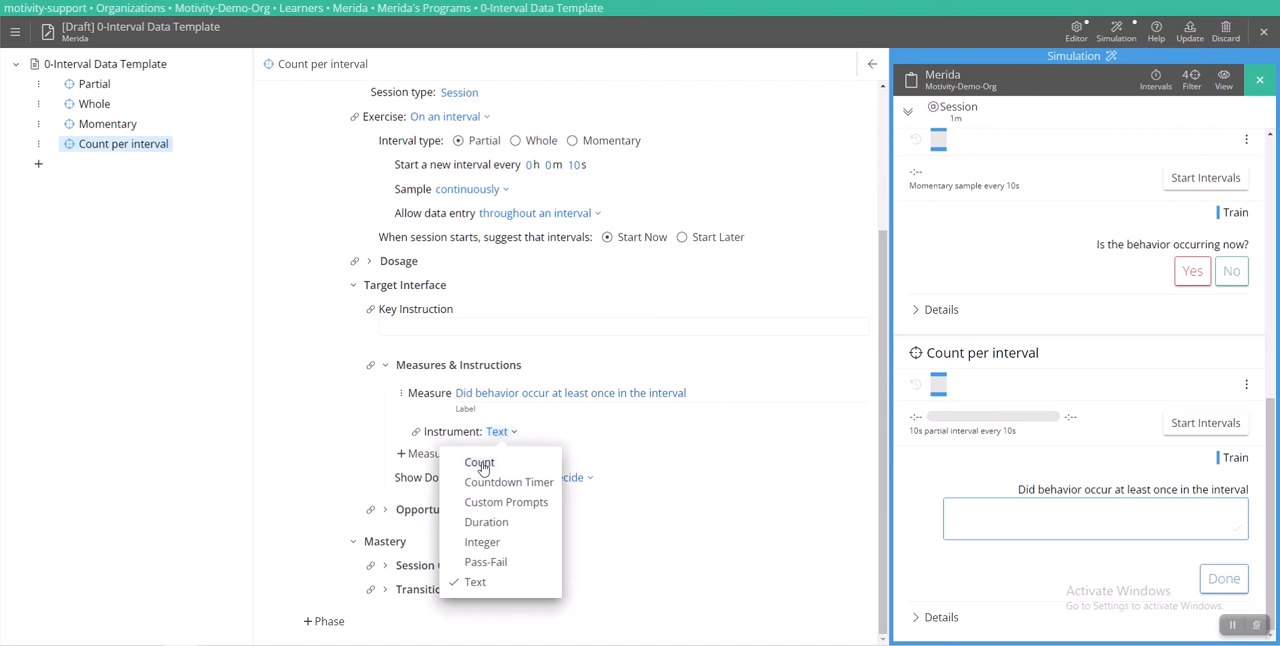 motivity-support • Organizations • Motivity-Demo-Org • Learners • Merida • Merida's Programs • 0-Interval Data Template
[Draft] 0-Interval Data Template
Merida
Editor Simulation Help Update Discard
0-Interval Data Template
Partial
Whole
Momentary
Count per interval
Count per interval
Session type: Session
Exercise: On an interval
Interval type: Partial Whole Momentary
Start a new interval every 0h 0m 10s
Sample continuously
Allow data entry throughout an interval
When session starts, suggest that intervals: Start Now Start Later
Dosage
Target Interface
Key Instruction
Measures & Instructions
Measure Did behavior occur at least once in the interval
Label
Instrument: Text
+ Measu
Count
Countdown Timer
Custom Prompts
Duration
Integer
Pass-Fail
Text
Show Do ecide
Opportu
Mastery
Session
Transitio
+ Phase
Simulation
Merida
Motivity-Demo-Org
Intervals 4 Filter View
Session
1m
-:--
Momentary sample every 10s
Start Intervals
Train
Is the behavior occurring now?
Yes No
Details
Count per interval
-:-- -:--
10s partial interval every 10s
Start Intervals
Train
Did behavior occur at least once in the interval
Done
Activate Windows
Go to Settings to activate Windows.
Details